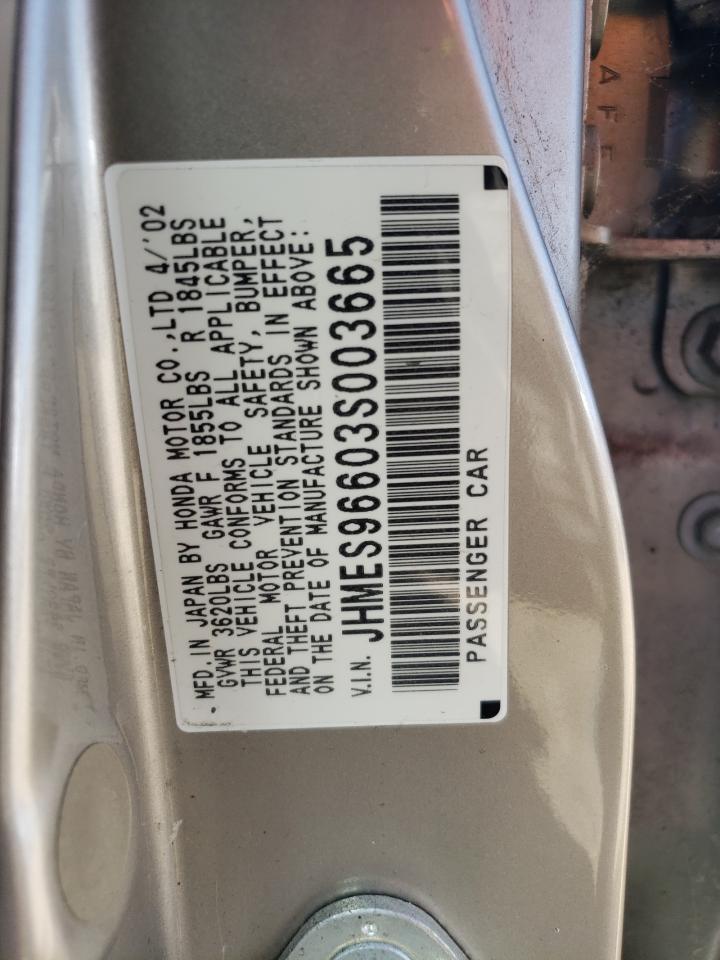 MFD. IN JAPAN BY HONDA MOTOR CO.,LTD 4/'02
GVWR 3620LBS GAWR F 1855LBS R 1845LBS
THIS VEHICLE CONFORMS TO ALL APPLICABLE
FEDERAL MOTOR VEHICLE SAFETY, BUMPER,
AND THEFT PREVENTION STANDARDS IN EFFECT
ON THE DATE OF MANUFACTURE SHOWN ABOVE:
V.I.N. JHMES96603S003665
PASSENGER CAR